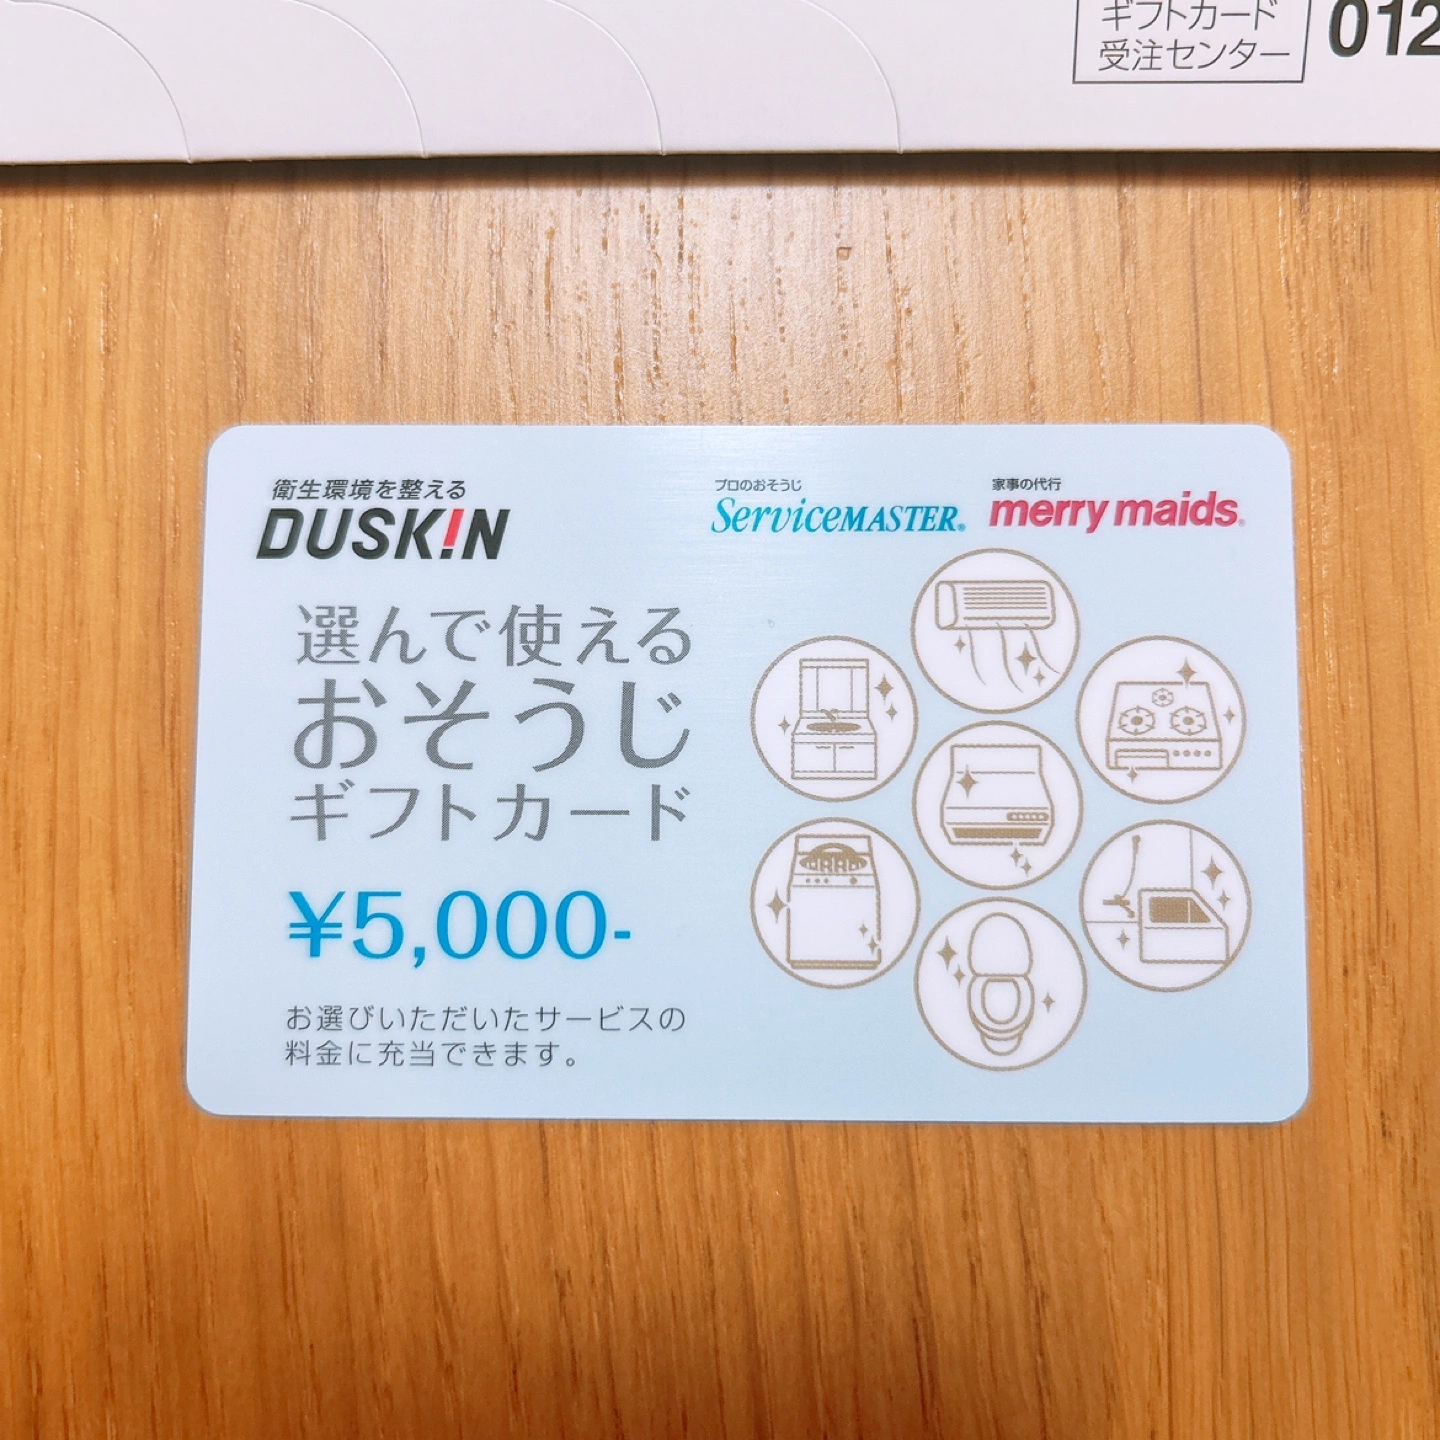 ギフトカード
受注センター
012
衛生環境を整える
DUSKIN
プロのおそうじ
ServiceMASTER®
家事の代行
merry maids®
選んで使える
おそうじ
ギフトカード
¥5,000-
お選びいただいたサービスの
料金に充当できます。